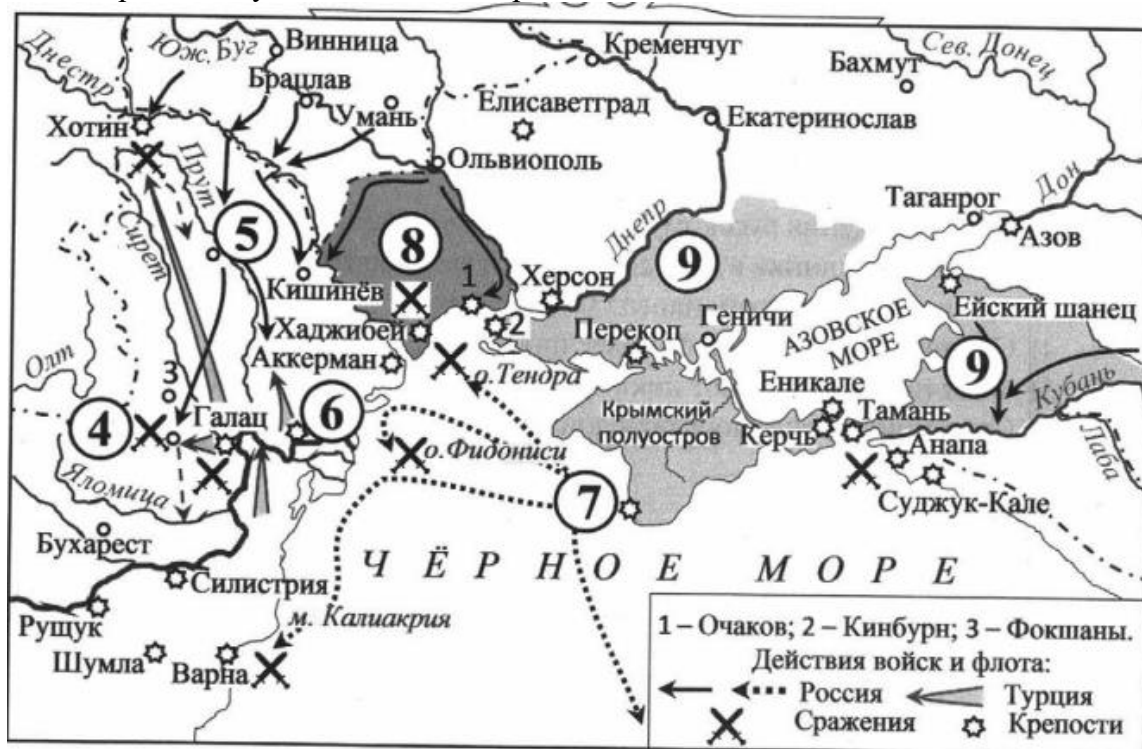 Днестр
Юж. Буг
Винница
Кременчуг
Сев. Донец
Бахмут
Брацлав
Умань
Елисаветград
Екатеринослав
Хотин
Ольвиополь
Прут
Сирет
Днепр
Таганрог
Дон
Азов
5
8
9
1
Херсон
Кишинёв
2
Хаджибей
Перекоп
Геничи
АЗОВСКОЕ
МОРЕ
Ейский шанец
9
Кубань
Аккерман
о.Тендра
Олт
3
4
Галац
6
Еникале
Крымский
полуостров
Керчь
Тамань
Анапа
Лаба
о.Фидониси
Яломица
7
Суджук-Кале
Бухарест
ЧЁРНОЕ МОРЕ
Силистрия
м. Калиакрия
Рущук
Шумла
Варна
1 – Очаков; 2 – Кинбурн; 3 – Фокшаны.
Действия войск и флота:
Россия
Турция
Сражения
Крепости